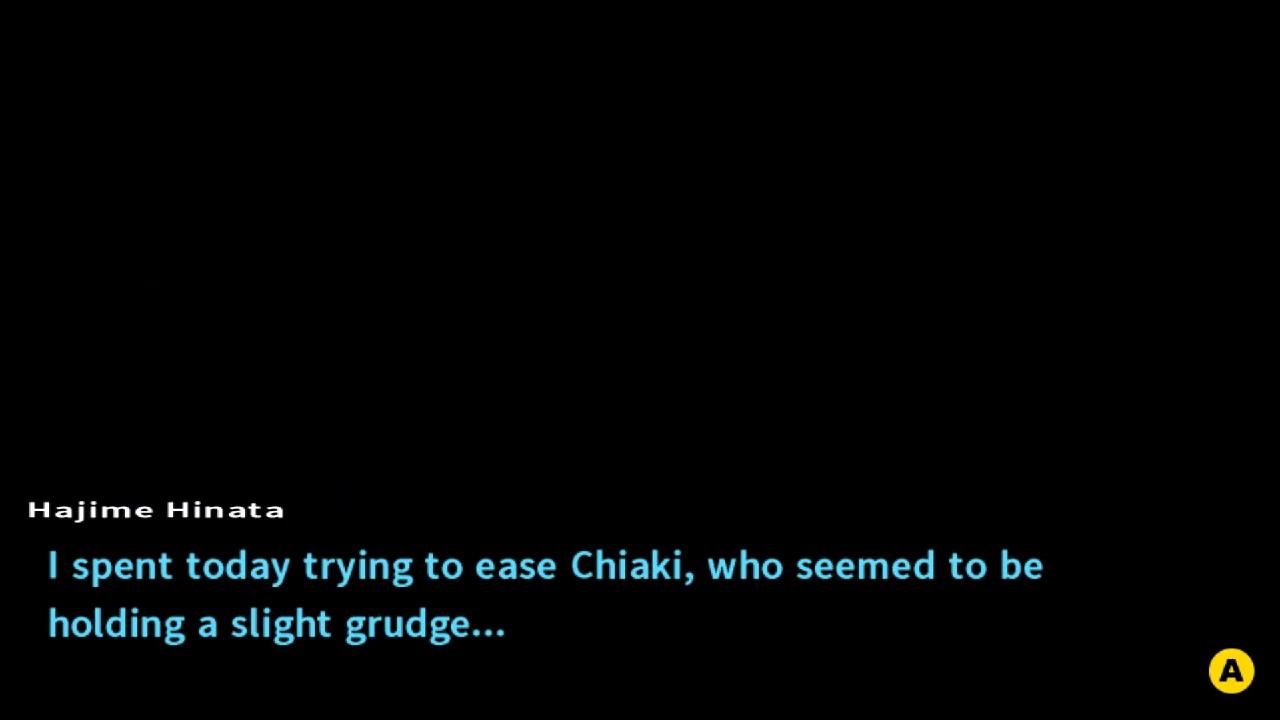 Hajime Hinata
I spent today trying to ease Chiaki, who seemed to be
holding a slight grudge...
A